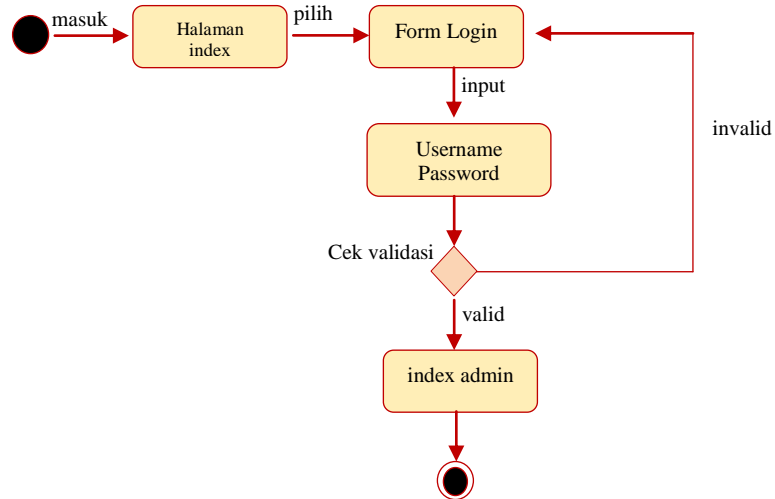 masuk
Halaman
index
pilih
Form Login
input
invalid
Username
Password
Cek validasi
valid
index admin